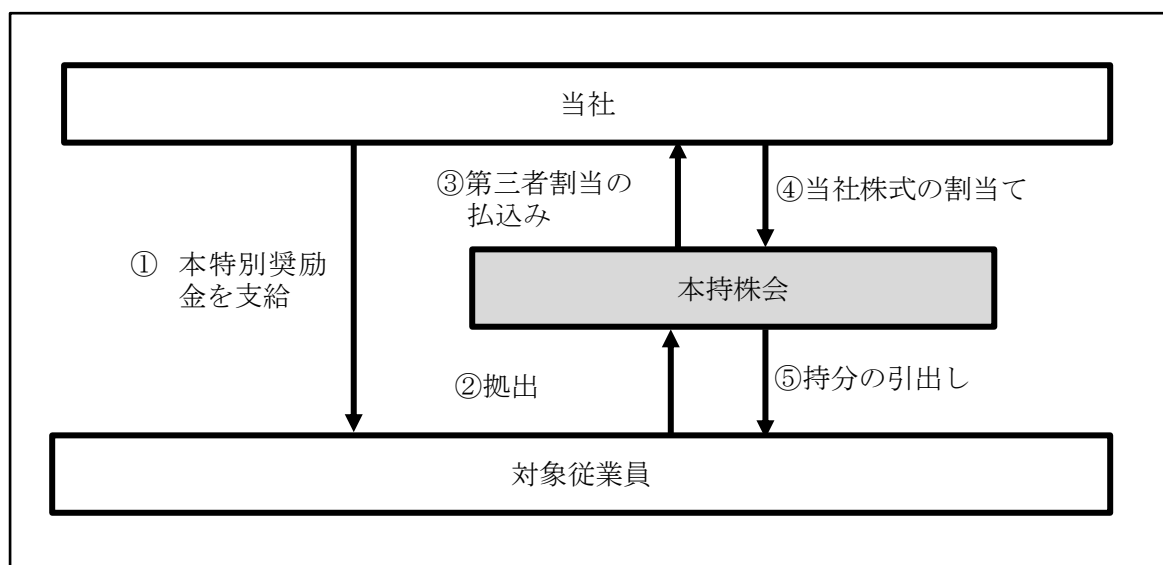 当社
③第三者割当の
払込み
④当社株式の割当て
① 本特別奨励
金を支給
本持株会
②拠出
⑤持分の引出し
対象従業員